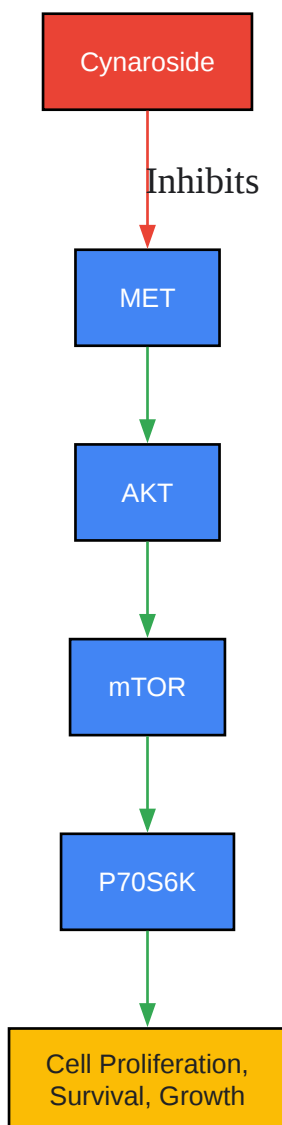 Cynaroside
Inhibits
MET
AKT
mTOR
P70S6K
Cell Proliferation,
Survival, Growth